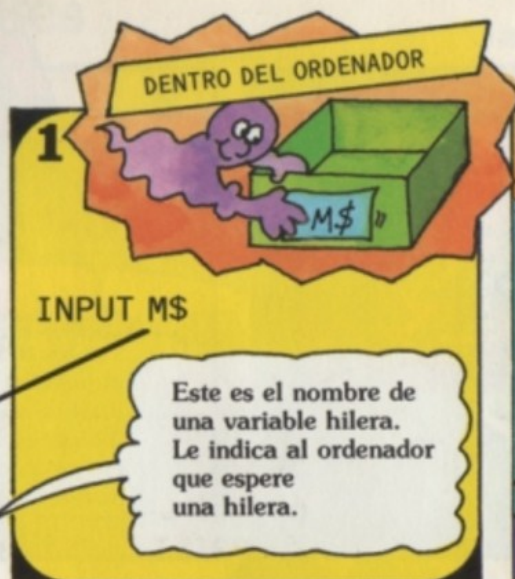 DENTRO DEL ORDENADOR
1
M$
INPUT M$
Este es el nombre de
una variable hilera.
Le indica al ordenador
que espere
una hilera.